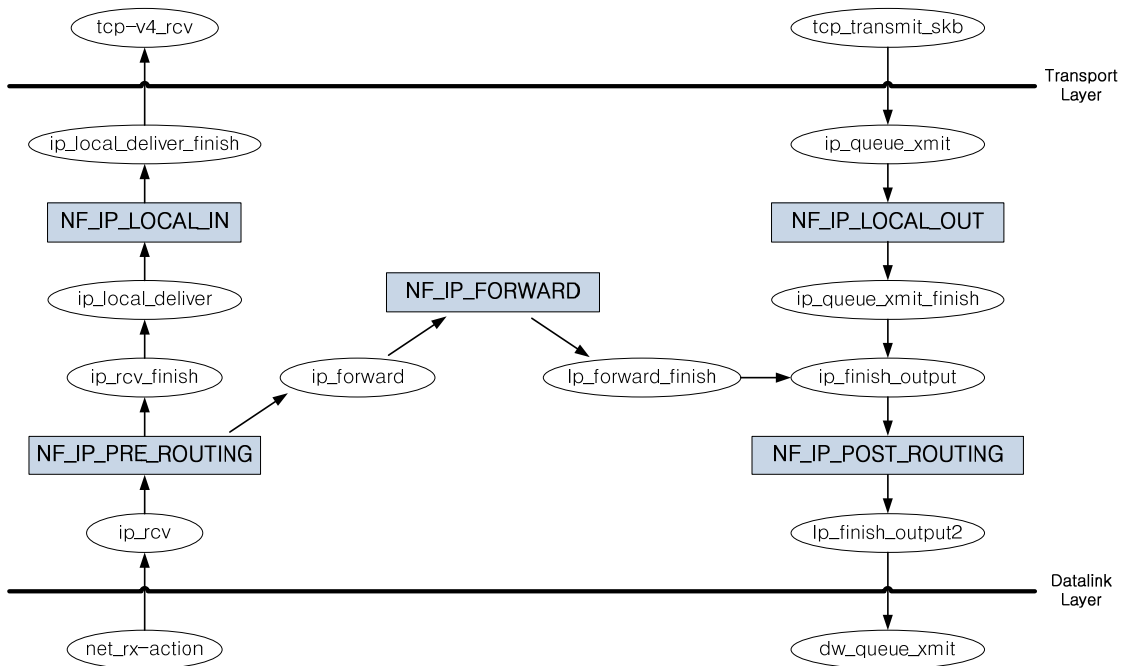 tcp-v4_rcv
tcp_transmit_skb
Transport
Layer
ip_local_deliver_finish
ip_queue_xmit
NF_IP_LOCAL_IN
NF_IP_LOCAL_OUT
NF_IP_FORWARD
ip_local_deliver
ip_queue_xmit_finish
ip_rcv_finish
ip_forward
Ip_forward_finish
ip_finish_output
NF_IP_PRE_ROUTING
NF_IP_POST_ROUTING
ip_rcv
Ip_finish_output2
Datalink
Layer
net_rx-action
dw_queue_xmit